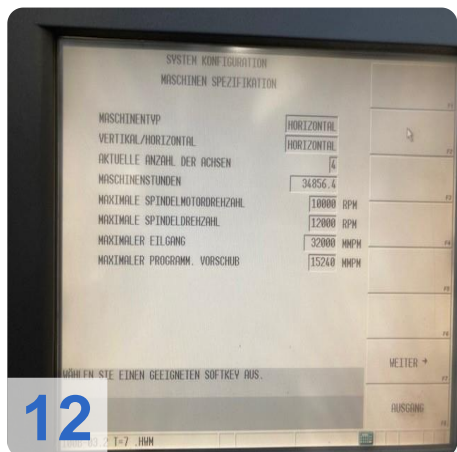 SYSTEM KONFIGURATION
MASCHINEN SPEZIFIKATION
MASCHINENTYP HORIZONTAL
VERTIKAL/HORIZONTAL HORIZONTAL
AKTUELLE ANZAHL DER ACHSEN 4
MASCHINENSTUNDEN 34856.4
MAXIMALE SPINDELMOTORDREHZAHL 10000 RPM
MAXIMALE SPINDELDREHZAHL 12000 RPM
MAXIMALER EILGANG 32000 MMPM
MAXIMALER PROGRAMM. VORSCHUB 15240 MMPM
WEITER →
WÄHLEN SIE EINEN GEEIGNETEN SOFTKEY AUS.
AUSGANG
12
T=7 .HWM